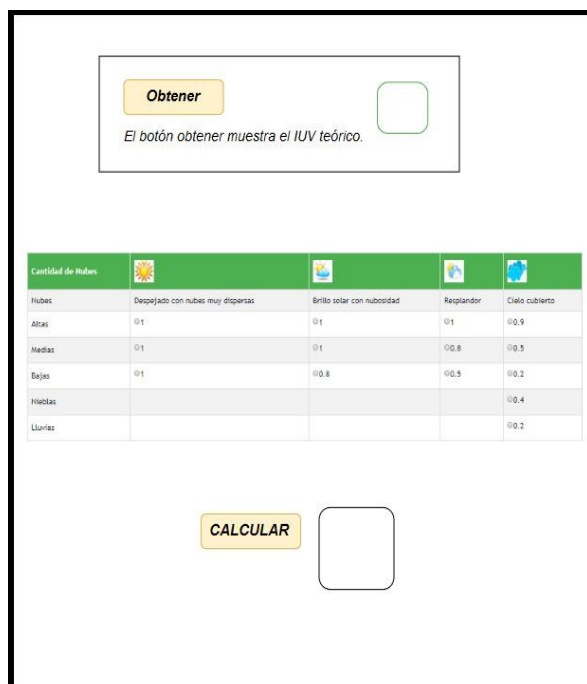 Obtener
El botón obtener muestra el IUV teórico.
Cantidad de Nubes
Nubes Despejado con nubes muy dispersas Brillo solar con nubosidad Resplandor Cielo cubierto
Altas 1 1 1 0.9
Medias 1 1 0.8 0.5
Bajas 1 0.8 0.5 0.2
Nieblas 0.4
Lluvias 0.2
CALCULAR